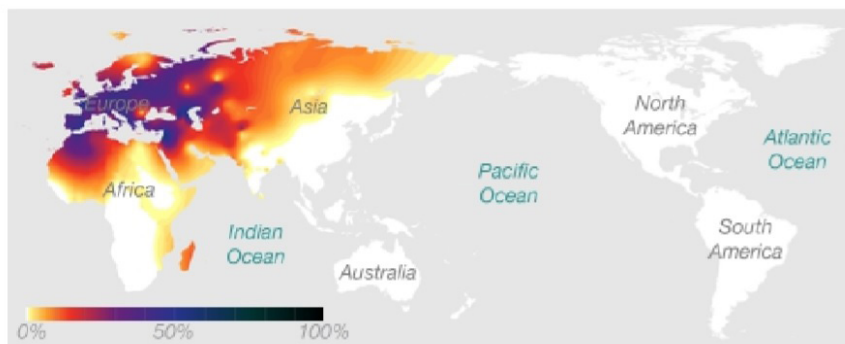 Europe
Asia
North
America
Atlantic
Ocean
Pacific
Ocean
Africa
Indian
Ocean
South
America
Australia
0%
50%
100%